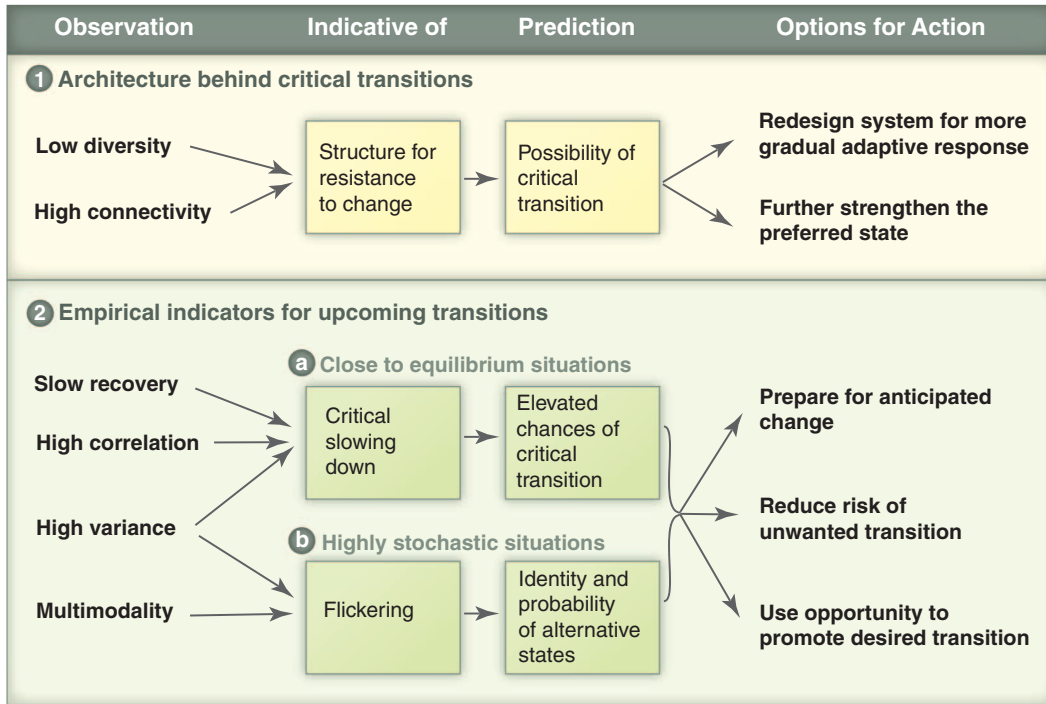 Observation Indicative of Prediction Options for Action
1 Architecture behind critical transitions
Low diversity
High connectivity
Structure for
resistance
to change
Possibility of
critical
transition
Redesign system for more
gradual adaptive response
Further strengthen the
preferred state
2 Empirical indicators for upcoming transitions
Slow recovery
High correlation
High variance
Multimodality
a Close to equilibrium situations
Critical
slowing
down
Elevated
chances of
critical
transition
b Highly stochastic situations
Flickering
Identity and
probability
of alternative
states
Prepare for anticipated
change
Reduce risk of
unwanted transition
Use opportunity to
promote desired transition